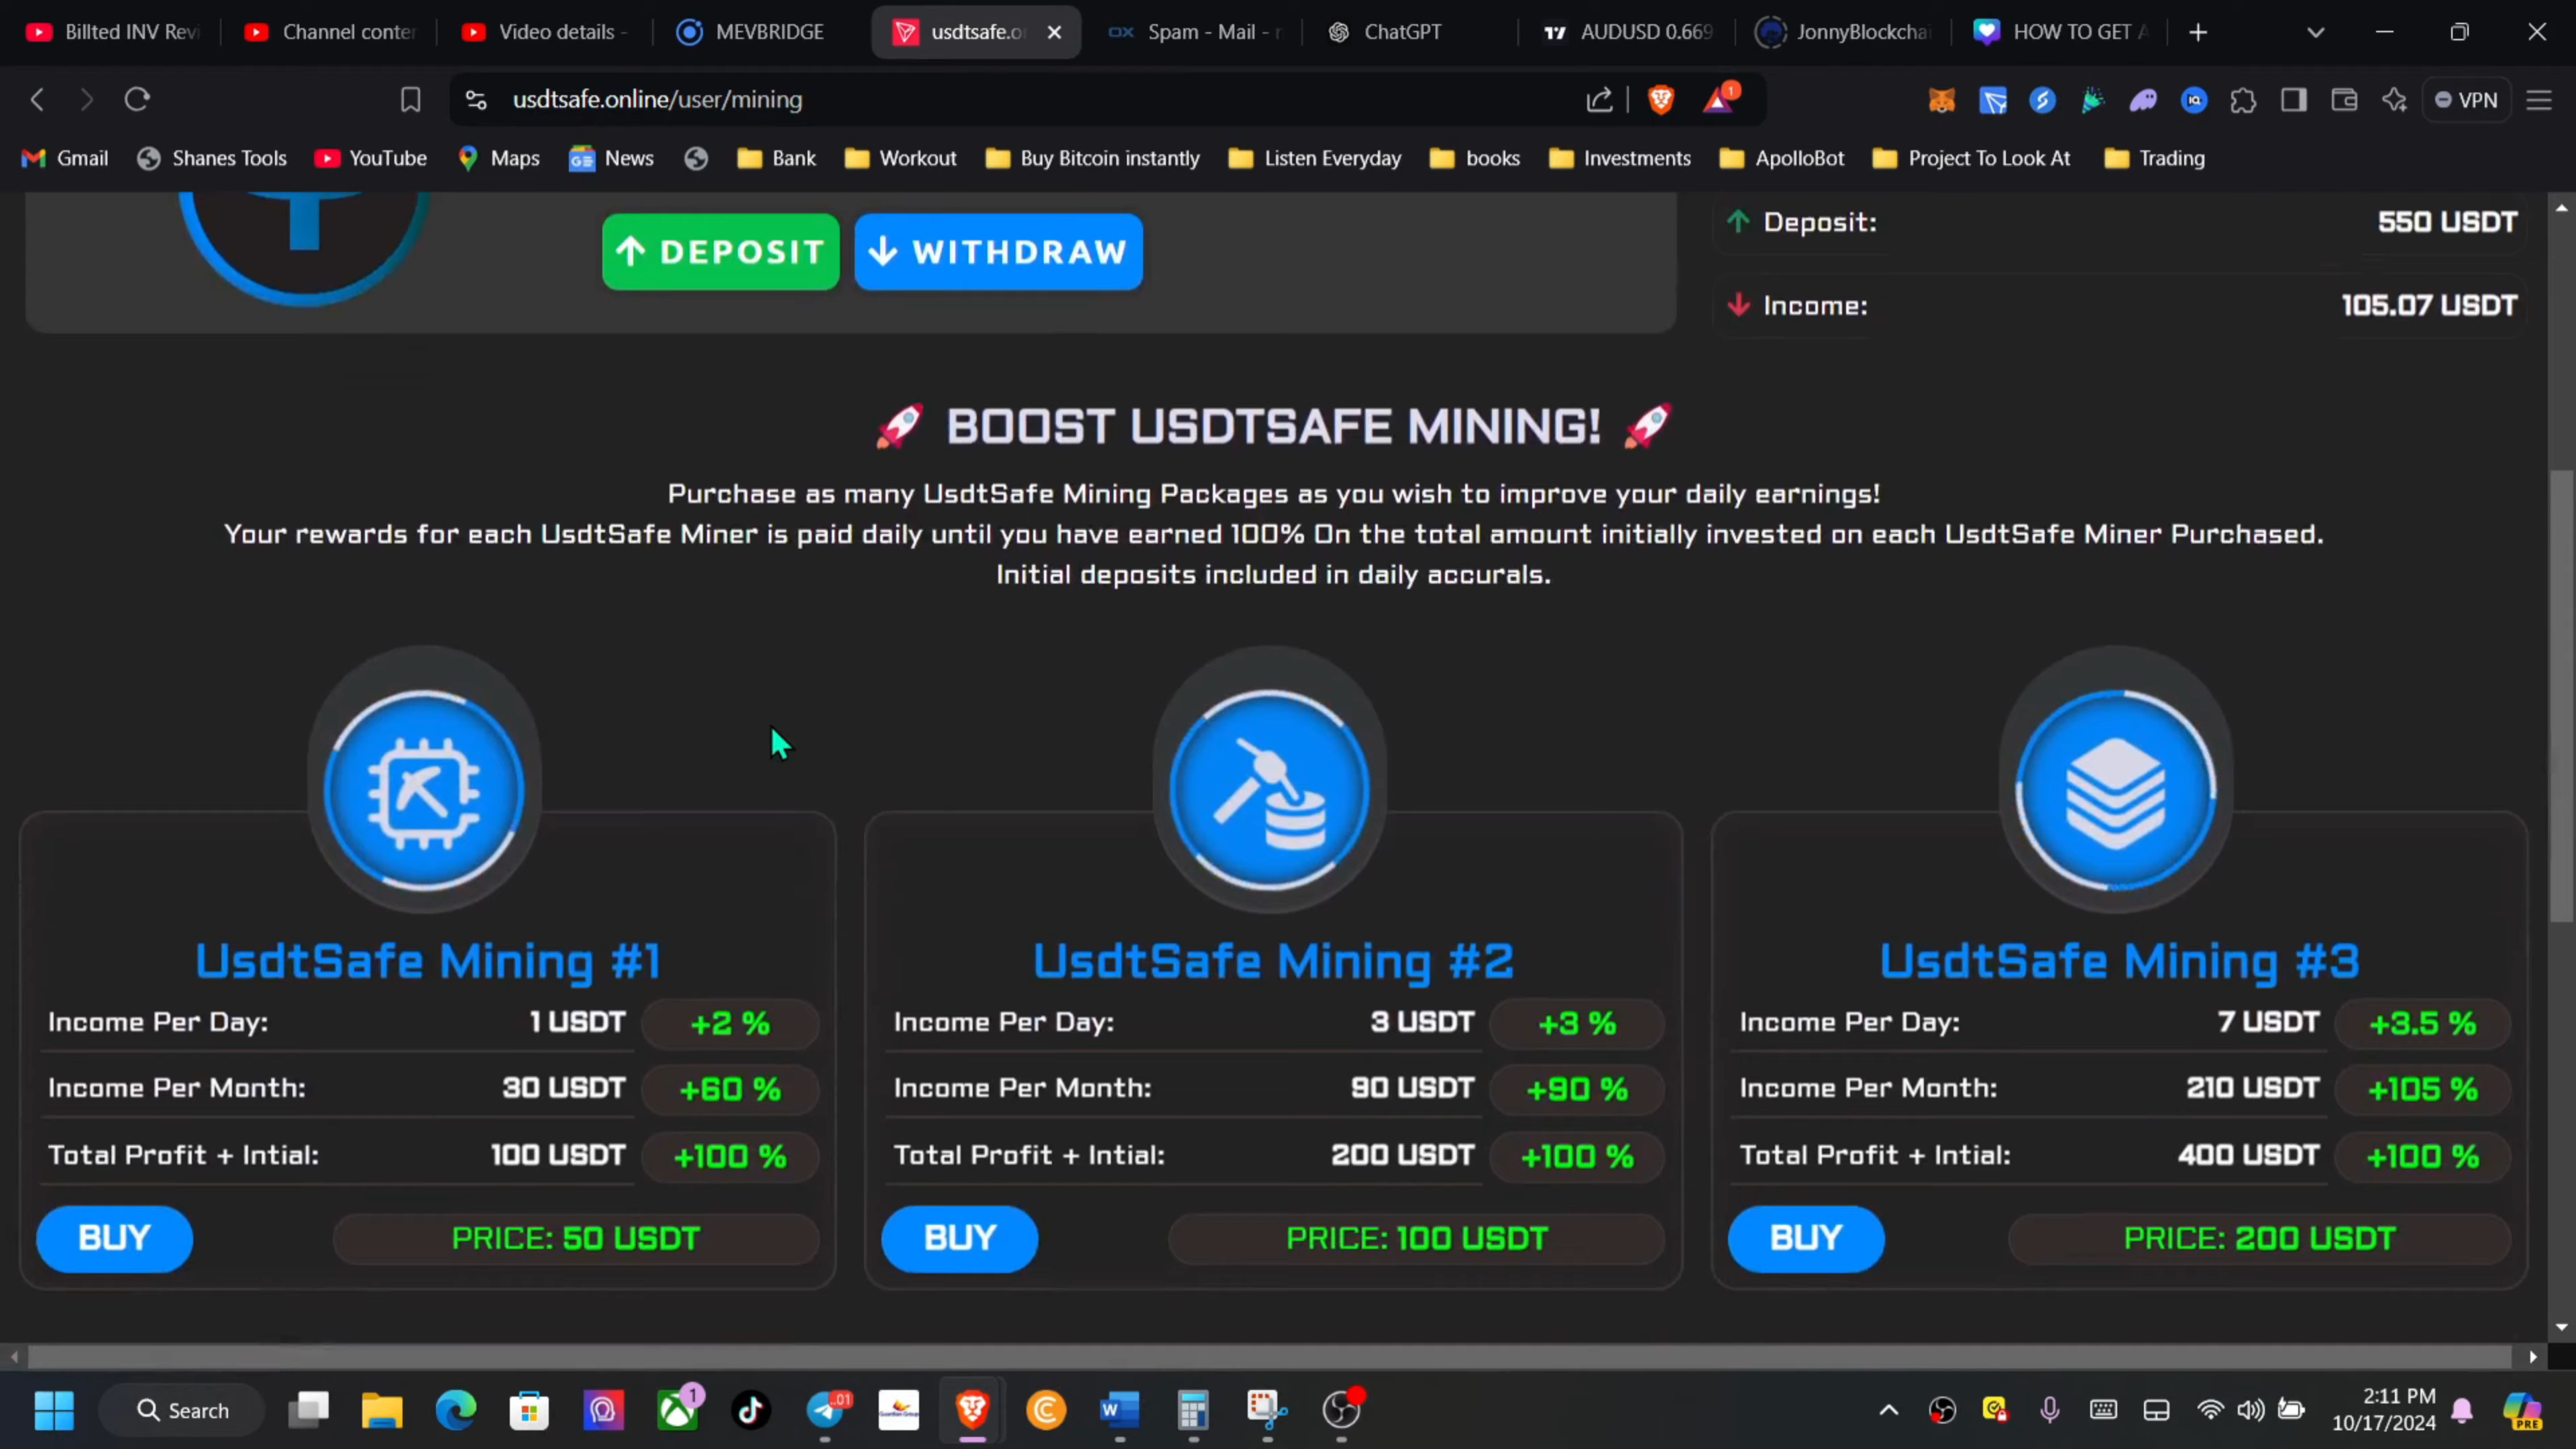 Billted INV Revi
Channel conter
Video details -
MEVBRIDGE
usdtsafe.o
Spam - Mail - r
ChatGPT
AUDUSD 0.669
JonnyBlockchai
HOW TO GET A
usdtsafe.online/user/mining
1
VPN
Gmail
Shanes Tools
YouTube
Maps
News
Bank
Workout
Buy Bitcoin instantly
Listen Everyday
books
Investments
ApolloBot
Project To Look At
Trading
DEPOSIT
WITHDRAW
Deposit: 550 USDT
Income: 105.07 USDT
BOOST USDTSAFE MINING!
Purchase as many UsdtSafe Mining Packages as you wish to improve your daily earnings!
Your rewards for each UsdtSafe Miner is paid daily until you have earned 100% On the total amount initially invested on each UsdtSafe Miner Purchased.
Initial deposits included in daily accurals.
UsdtSafe Mining #1
Income Per Day: 1 USDT +2 %
Income Per Month: 30 USDT +60 %
Total Profit + Intial: 100 USDT +100 %
BUY PRICE: 50 USDT
UsdtSafe Mining #2
Income Per Day: 3 USDT +3 %
Income Per Month: 90 USDT +90 %
Total Profit + Intial: 200 USDT +100 %
BUY PRICE: 100 USDT
UsdtSafe Mining #3
Income Per Day: 7 USDT +3.5 %
Income Per Month: 210 USDT +105 %
Total Profit + Intial: 400 USDT +100 %
BUY PRICE: 200 USDT
Search
1
..01
2:11 PM
10/17/2024
PRE